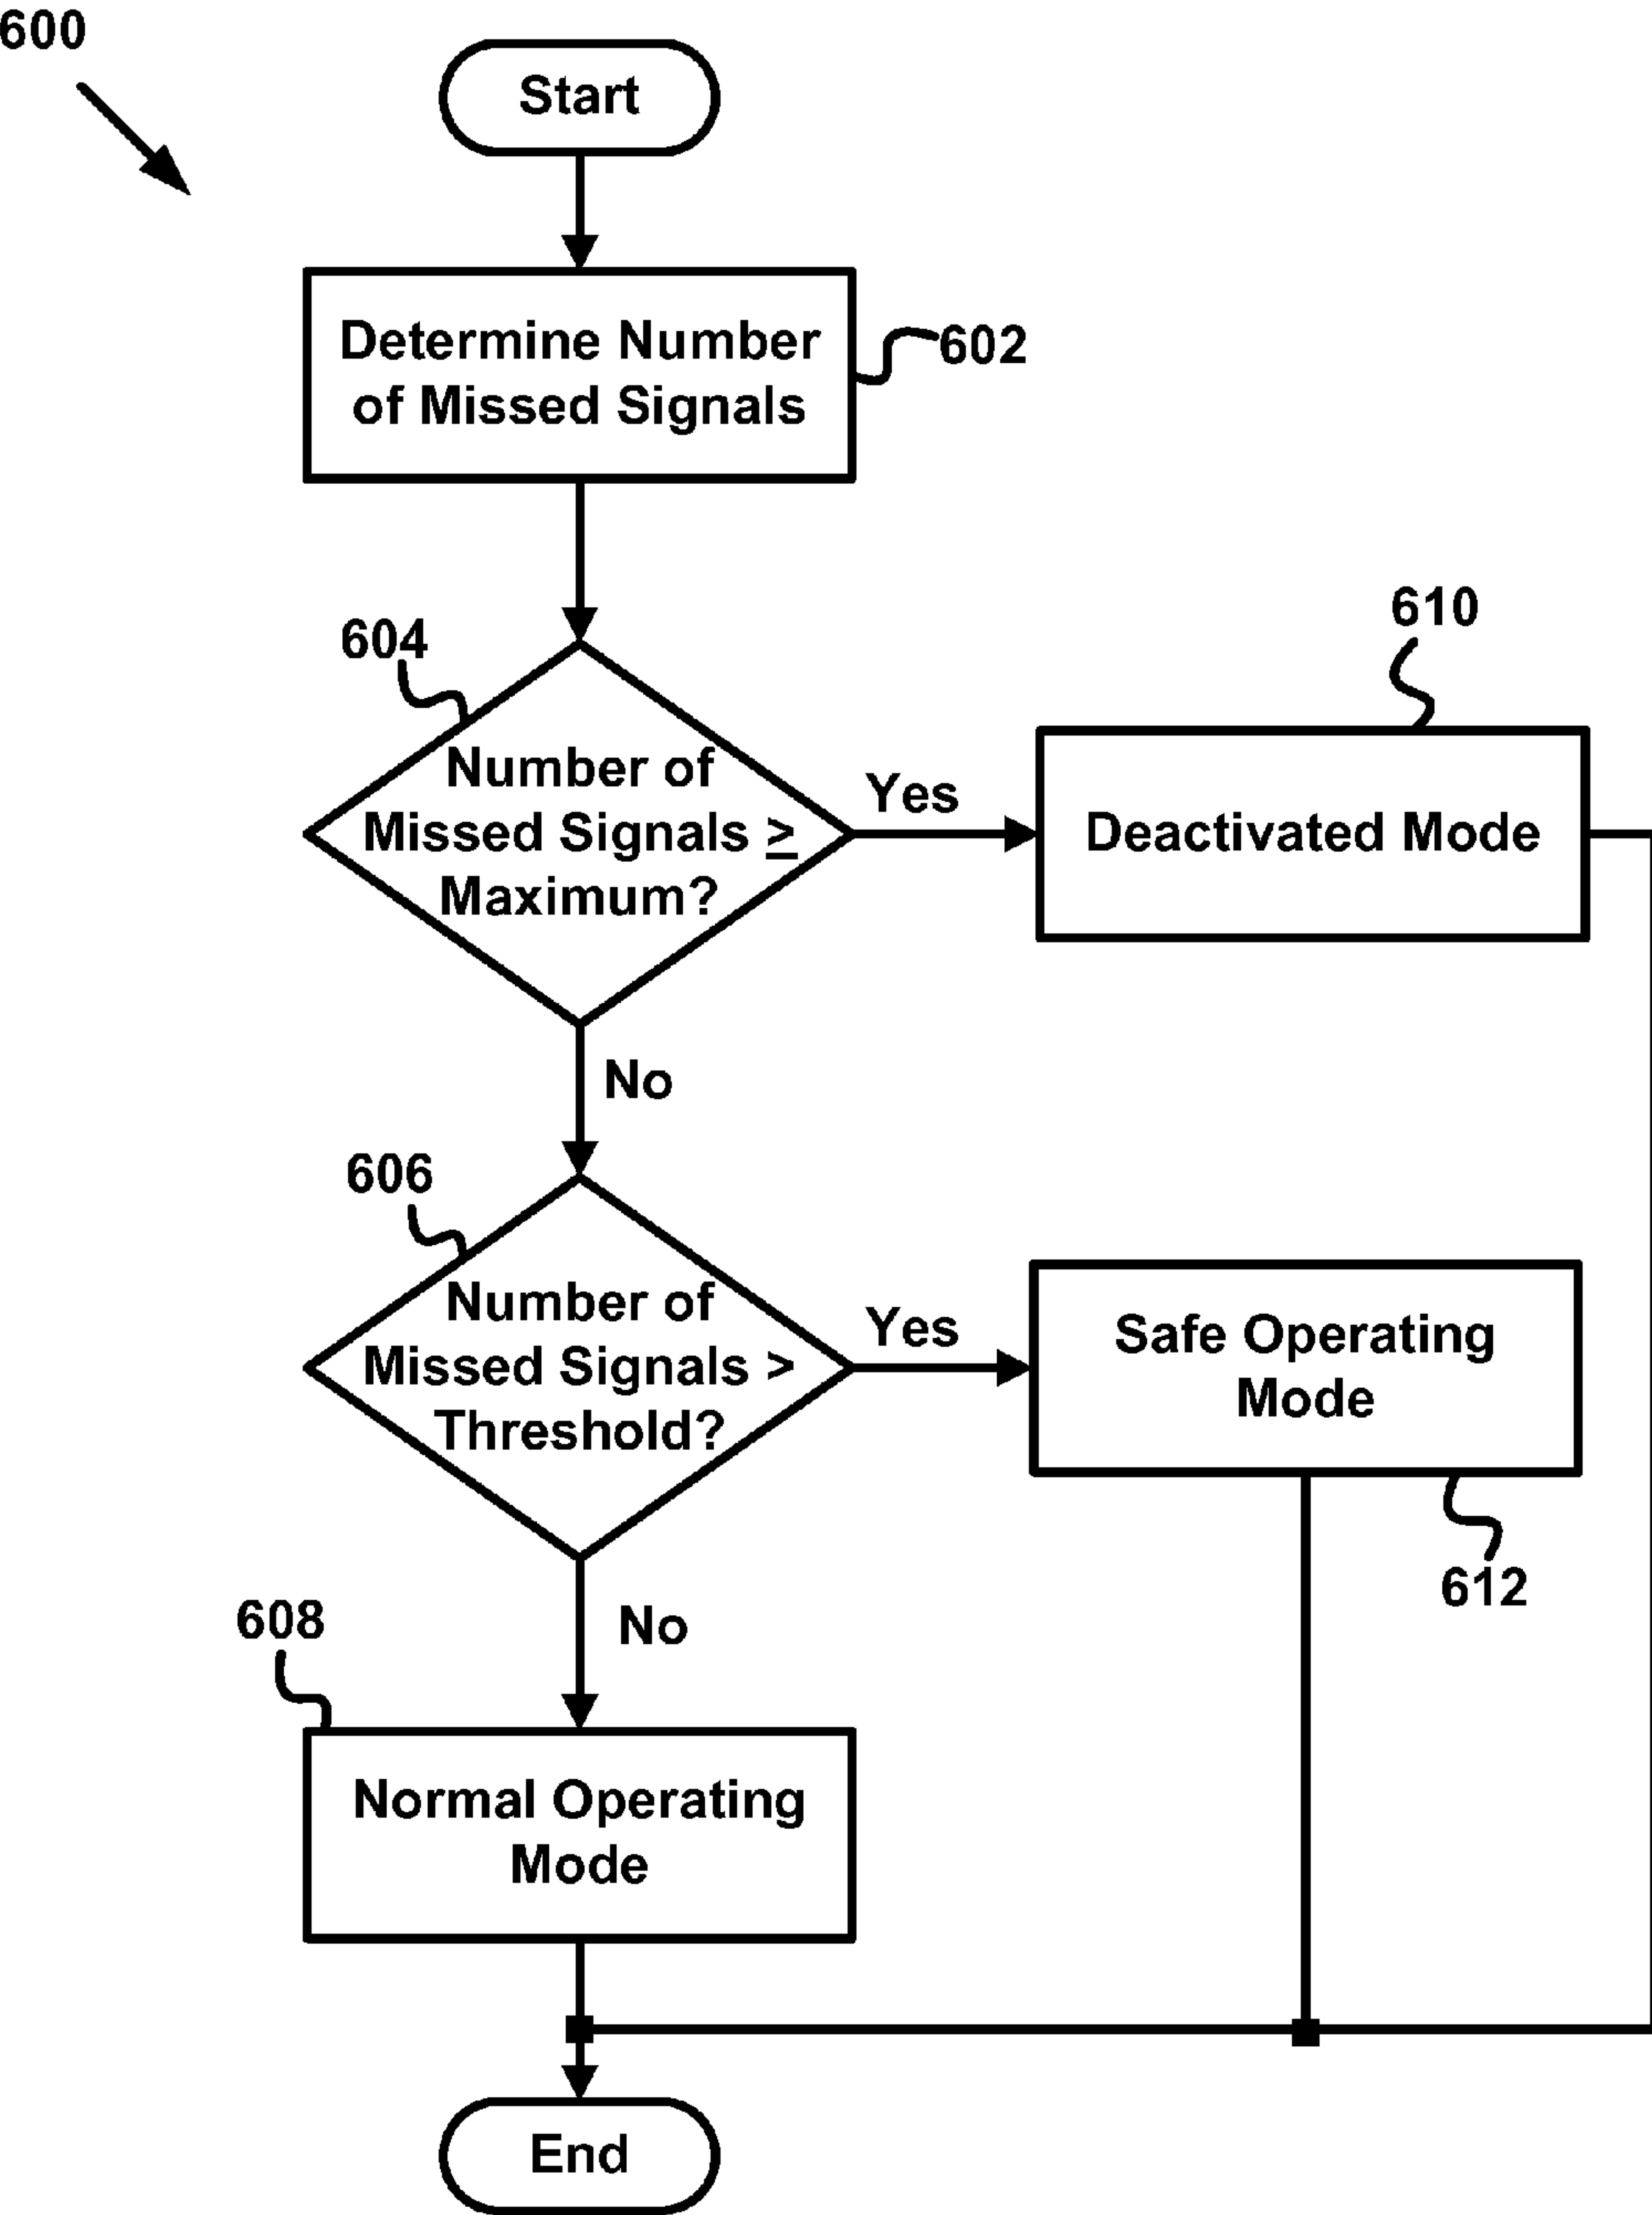 600
Start
Determine Number
of Missed Signals
602
604
Number of
Missed Signals ≥
Maximum?
Yes
610
Deactivated Mode
No
606
Number of
Missed Signals >
Threshold?
Yes
Safe Operating
Mode
612
No
608
Normal Operating
Mode
End